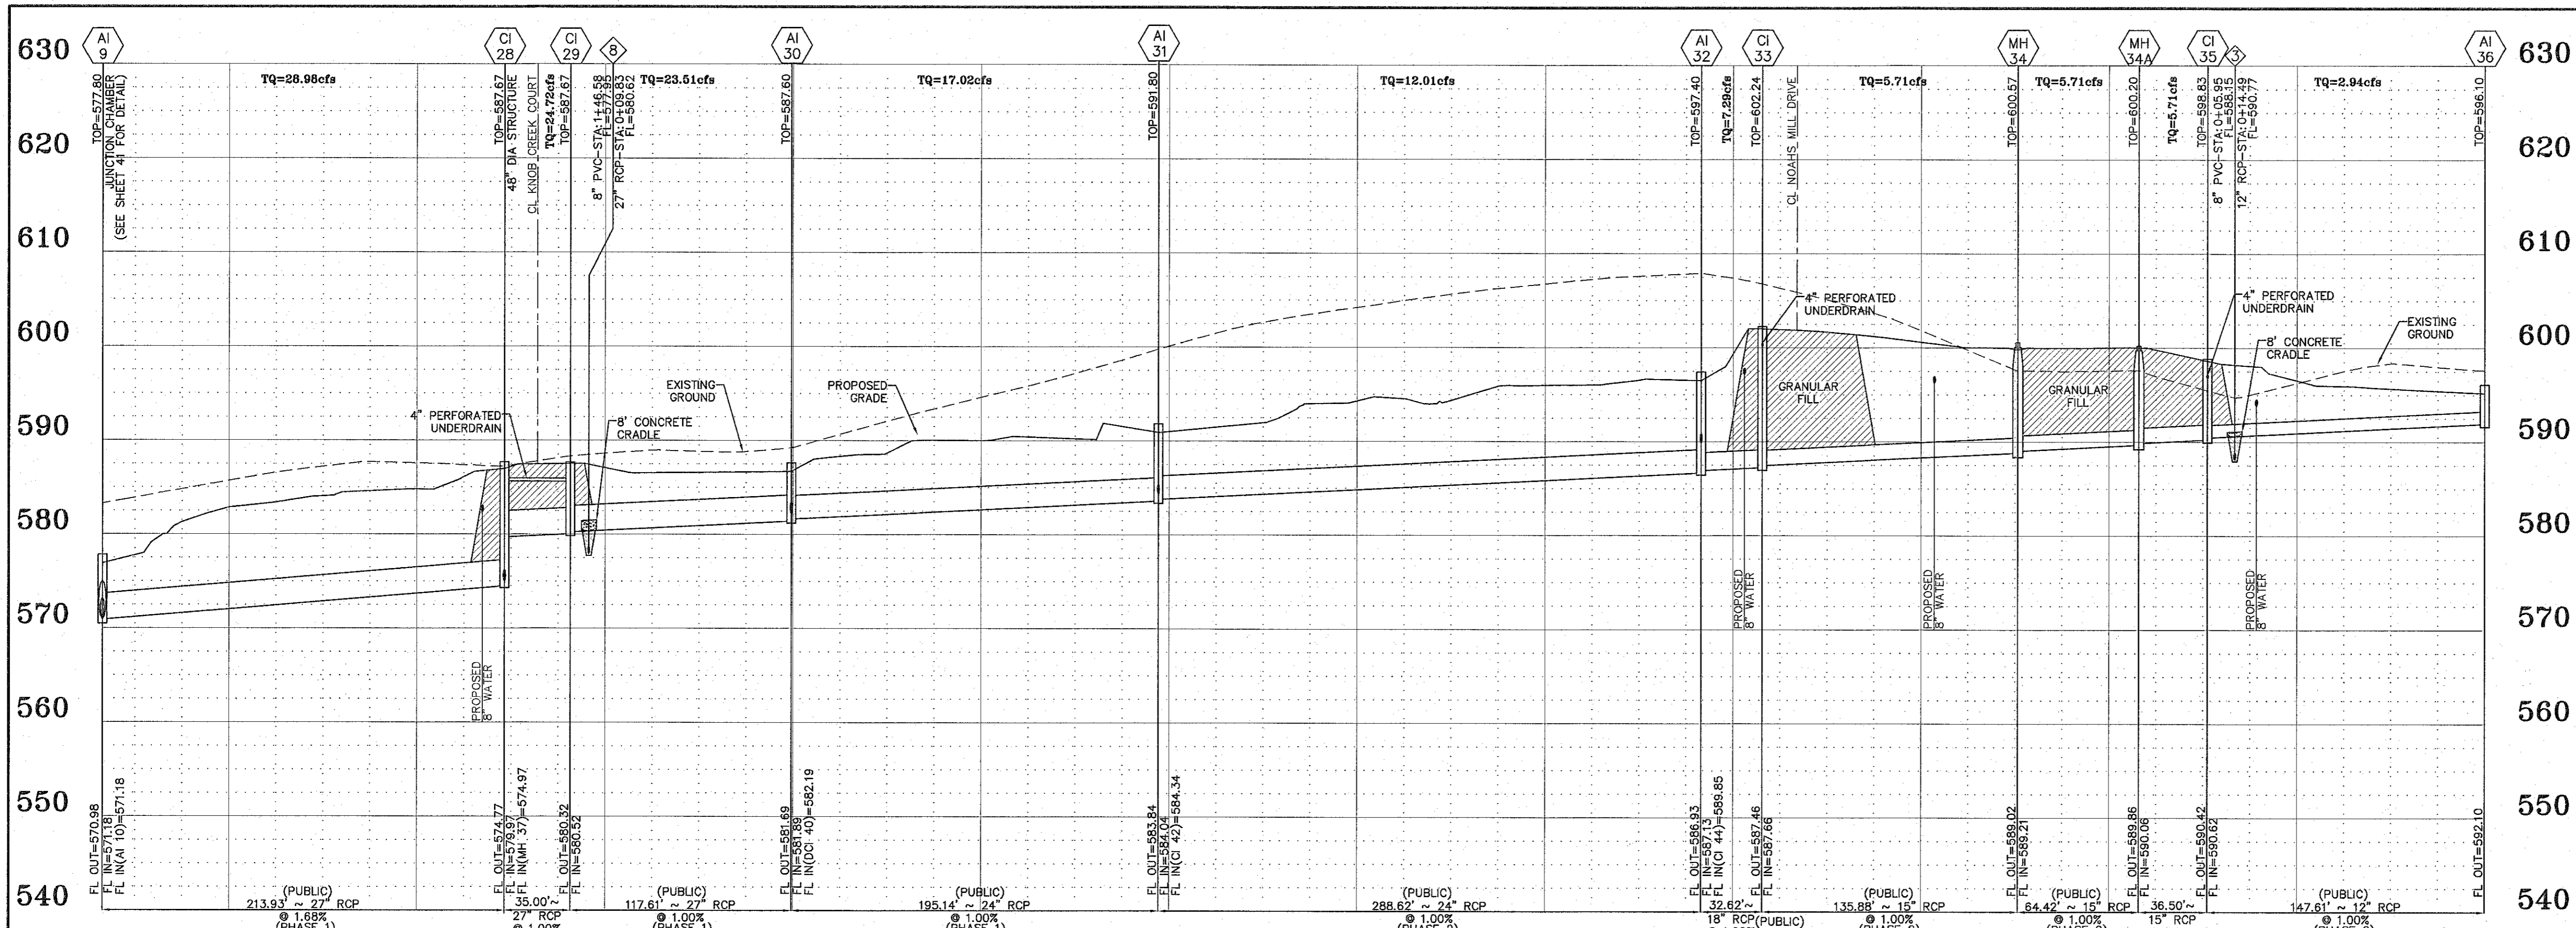 630
620
610
600
590
580
570
560
550
540
AI
9
TOP=577.80
JUNCTION CHAMBER
(SEE SHEET 41 FOR DETAIL)
TQ=28.98cfs
CI
28
TOP=587.67
48" DIA STRUCTURE
CL KNOB CREEK COURT
TQ=24.72cfs
CI
29
TOP=587.67
8
8" PVC-STA:1+46.58
FL=577.95
27" RCP-STA:0+09.83
FL=580.62
TQ=23.51cfs
AI
30
TOP=587.60
TQ=17.02cfs
AI
31
TOP=591.80
TQ=12.01cfs
AI
32
TOP=597.40
TQ=7.29cfs
CI
33
TOP=602.24
CL NOAHS MILL DRIVE
TQ=5.71cfs
MH
34
TOP=600.57
TQ=5.71cfs
MH
34A
TOP=600.20
TQ=5.71cfs
CI
35
TOP=598.83
3
8" PVC-STA:0+05.95
FL=588.15
12" RCP-STA:0+14.49
FL=590.77
TQ=2.94cfs
AI
36
TOP=596.10
630
620
610
600
590
580
570
560
550
540
4" PERFORATED
UNDERDRAIN
8' CONCRETE
CRADLE
EXISTING
GROUND
PROPOSED
GRADE
4" PERFORATED
UNDERDRAIN
GRANULAR
FILL
GRANULAR
FILL
4" PERFORATED
UNDERDRAIN
8' CONCRETE
CRADLE
EXISTING
GROUND
PROPOSED
8" WATER
PROPOSED
8" WATER
PROPOSED
8" WATER
PROPOSED
8" WATER
FL OUT=570.98
FL IN=571.18
FL IN(AI 10)=571.18
FL OUT=574.77
FL IN=579.97
FL IN(MH 37)=574.97
FL OUT=580.32
FL IN=580.52
FL OUT=581.69
FL IN=581.89
FL IN(DCI 40)=582.19
FL OUT=583.84
FL IN=584.04
FL IN(CI 42)=584.34
FL OUT=586.93
FL IN=587.13
FL IN(CI 44)=589.85
FL OUT=587.46
FL IN=587.66
FL OUT=589.02
FL IN=589.21
FL OUT=589.86
FL IN=590.06
FL OUT=590.42
FL IN=590.62
FL OUT=592.10
(PUBLIC)
213.93' ~ 27" RCP
@ 1.68%
(PHASE 1)
35.00'~
27" RCP
@ 1.00%
(PUBLIC)
117.61' ~ 27" RCP
@ 1.00%
(PHASE 1)
(PUBLIC)
195.14' ~ 24" RCP
@ 1.00%
(PHASE 1)
(PUBLIC)
288.62' ~ 24" RCP
@ 1.00%
32.62'~
18" RCP
(PUBLIC)
(PUBLIC)
135.88' ~ 15" RCP
@ 1.00%
(PUBLIC)
64.42' ~ 15" RCP
@ 1.00%
36.50'~
15" RCP
(PUBLIC)
147.61' ~ 12" RCP
@ 1.00%